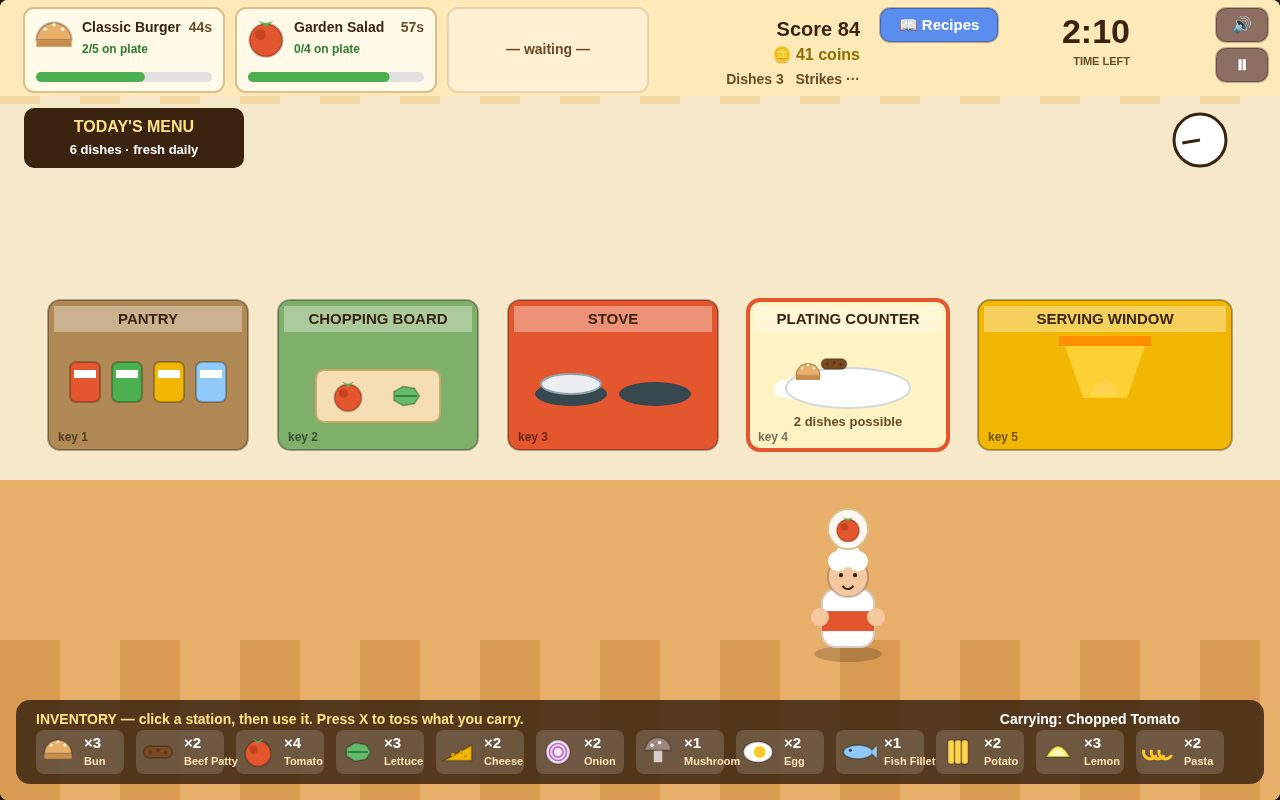 Classic Burger 44s
2/5 on plate
Garden Salad 57s
0/4 on plate
— waiting —
Score 84
🪙 41 coins
Dishes 3 Strikes ···
📖 Recipes
2:10
TIME LEFT
TODAY'S MENU
6 dishes · fresh daily
PANTRY
key 1
CHOPPING BOARD
key 2
STOVE
key 3
PLATING COUNTER
2 dishes possible
key 4
SERVING WINDOW
key 5
INVENTORY — click a station, then use it. Press X to toss what you carry.
Carrying: Chopped Tomato
×3 Bun
×2 Beef Patty
×4 Tomato
×3 Lettuce
×2 Cheese
×2 Onion
×1 Mushroom
×2 Egg
×1 Fish Fillet
×2 Potato
×3 Lemon
×2 Pasta